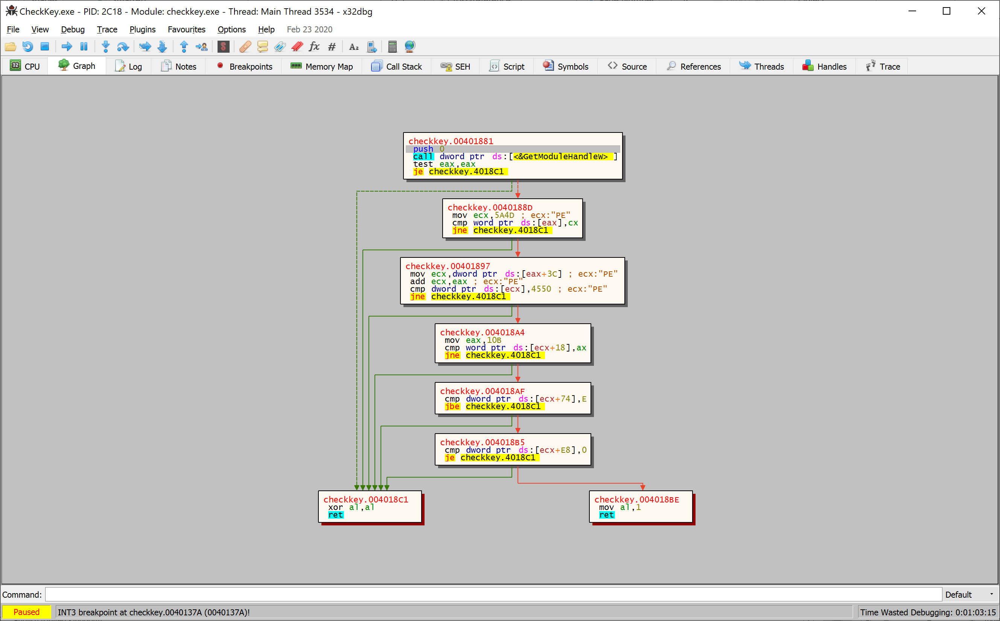 CheckKey.exe - PID: 2C18 - Module: checkkey.exe - Thread: Main Thread 3534 - x32dbg
File View Debug Trace Plugins Favourites Options Help Feb 23 2020
CPU Graph Log Notes Breakpoints Memory Map Call Stack SEH Script Symbols Source References Threads Handles Trace
checkkey.00401881
push 0
call dword ptr ds:[<&GetModuleHandleW>]
test eax,eax
je checkkey.4018C1
checkkey.0040188D
mov ecx,5A4D ; ecx:"PE"
cmp word ptr ds:[eax],cx
jne checkkey.4018C1
checkkey.00401897
mov ecx,dword ptr ds:[eax+3C] ; ecx:"PE"
add ecx,eax ; ecx:"PE"
cmp dword ptr ds:[ecx],4550 ; ecx:"PE"
jne checkkey.4018C1
checkkey.004018A4
mov eax,10B
cmp word ptr ds:[ecx+18],ax
jne checkkey.4018C1
checkkey.004018AF
cmp dword ptr ds:[ecx+74],E
jbe checkkey.4018C1
checkkey.004018B5
cmp dword ptr ds:[ecx+E8],0
je checkkey.4018C1
checkkey.004018C1
xor al,al
ret
checkkey.004018BE
mov al,1
ret
Command: Default
Paused INT3 breakpoint at checkkey.0040137A (0040137A)! Time Wasted Debugging: 0:01:03:15